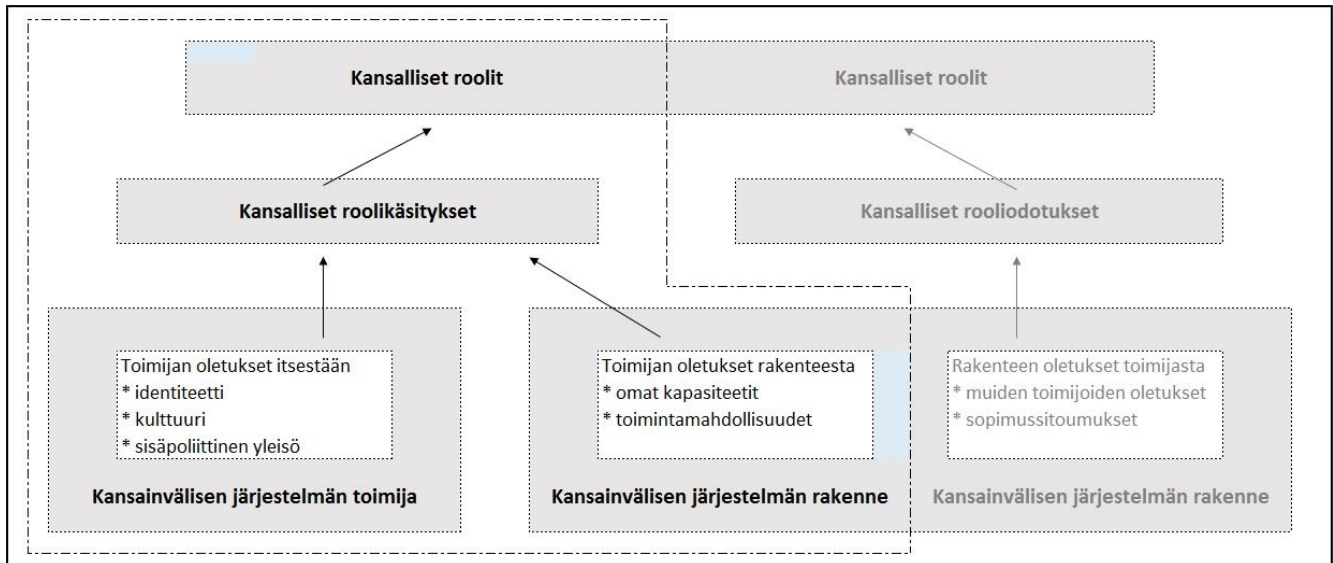 Kansalliset roolit
Kansalliset roolit
Kansalliset roolikäsitykset
Kansalliset rooliodotukset
Toimijan oletukset itsestään
* identiteetti
* kulttuuri
* sisäpoliittinen yleisö
Kansainvälisen järjestelmän toimija
Toimijan oletukset rakenteesta
* omat kapasiteetit
* toimintamahdollisuudet
Kansainvälisen järjestelmän rakenne
Rakenteen oletukset toimijasta
* muiden toimijoiden oletukset
* sopimussitoumukset
Kansainvälisen järjestelmän rakenne